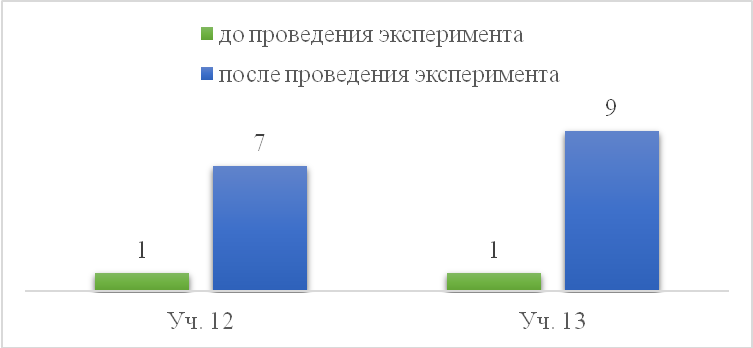 до проведения эксперимента
после проведения эксперимента
9
7
1
1
Уч. 12
Уч. 13